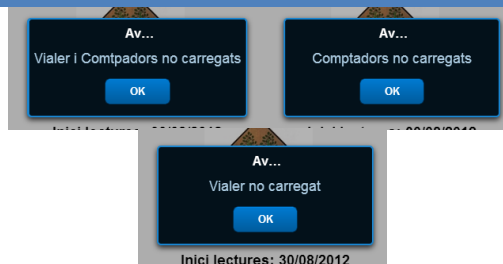 Av...
Vialer i Comtpadors no carregats
OK
Av...
Comptadors no carregats
OK
Av...
Vialer no carregat
OK
Inici lectures: 30/08/2012